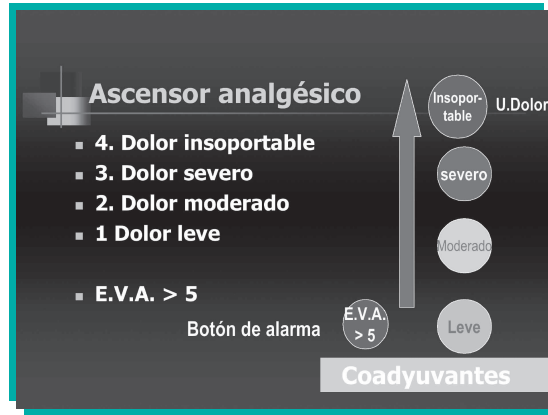 Ascensor analgésico
4. Dolor insoportable
3. Dolor severo
2. Dolor moderado
1 Dolor leve
E.V.A. > 5
Botón de alarma
E.V.A.
> 5
Insopor-
table
U.Dolor
severo
Moderado
Leve
Coadyuvantes